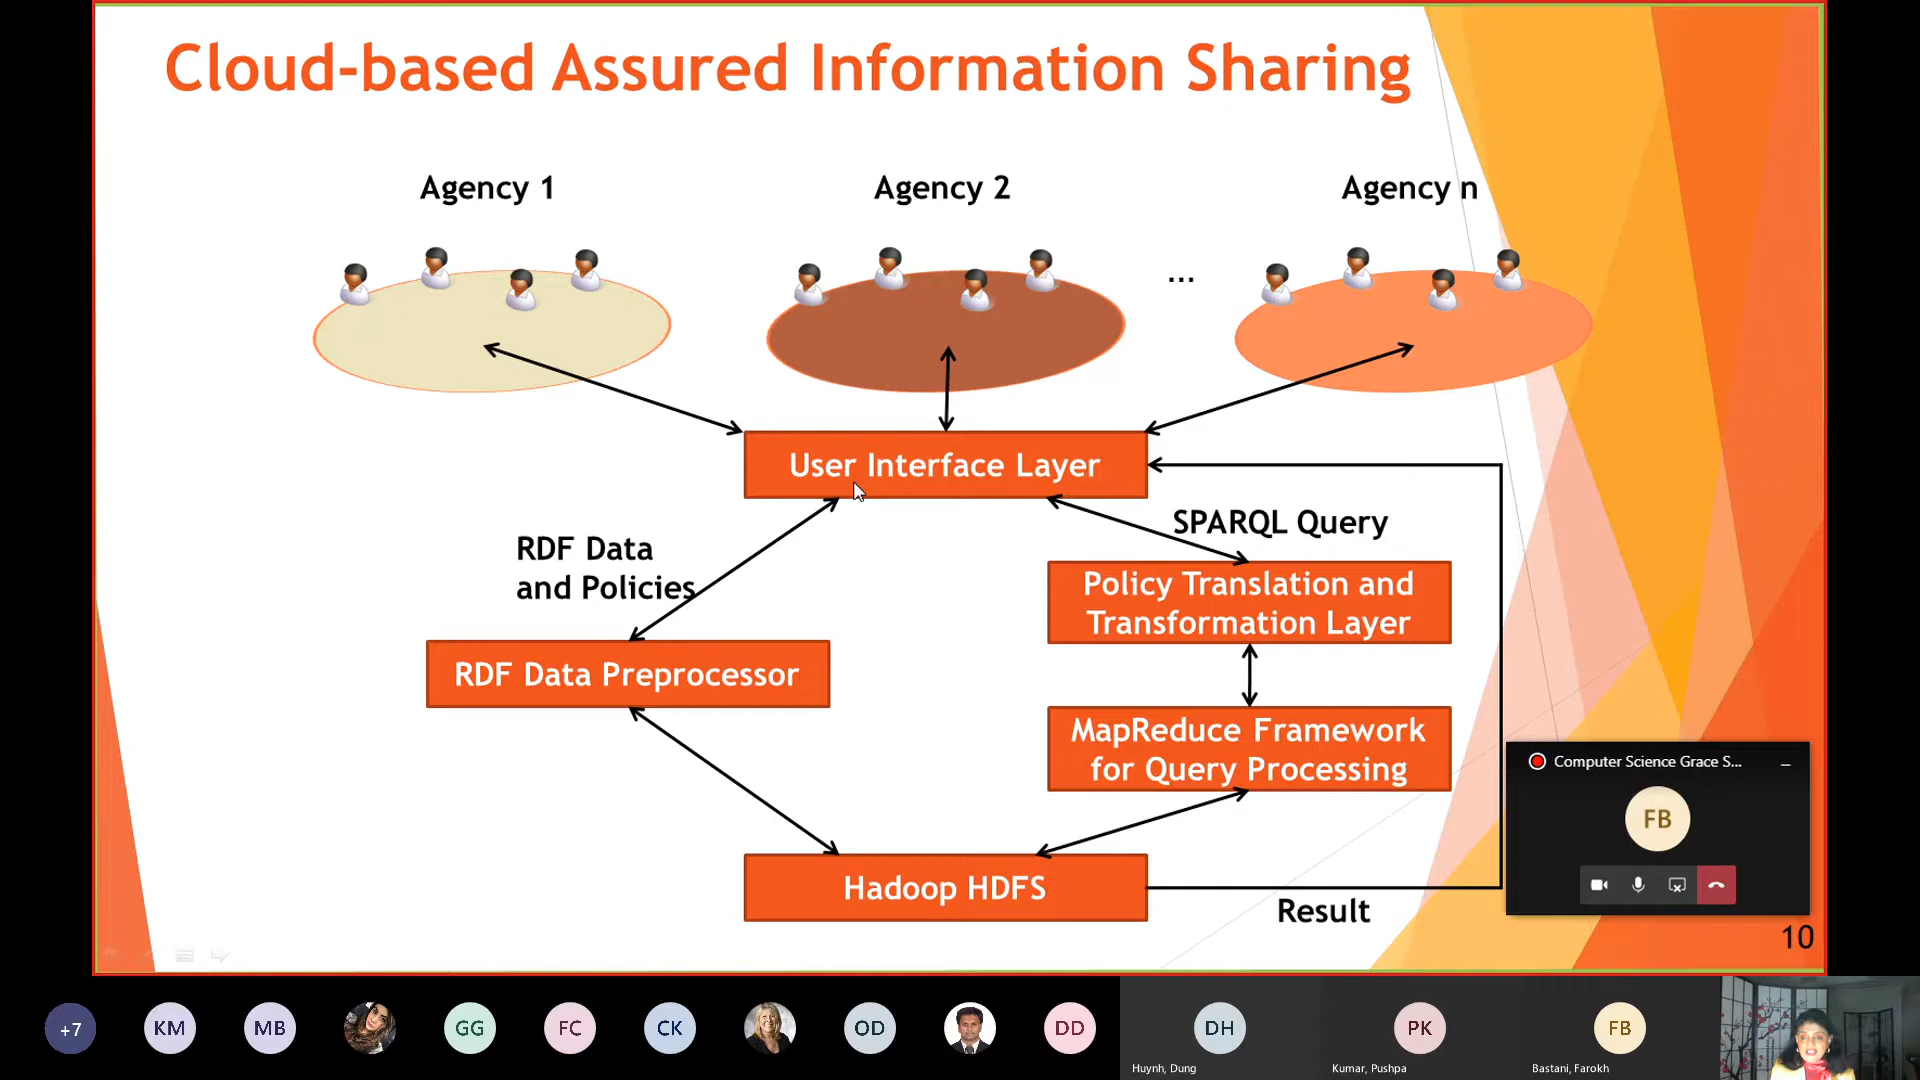 Cloud-based Assured Information Sharing
Agency 1
Agency 2
Agency n
...
User Interface Layer
SPARQL Query
RDF Data
and Policies
Policy Translation and
Transformation Layer
RDF Data Preprocessor
MapReduce Framework
for Query Processing
Computer Science Grace S...
FB
Hadoop HDFS
Result
10
+7
KM
MB
GG
FC
CK
OD
DD
DH
PK
FB
Huynh, Dung
Kumar, Pushpa
Bastani, Farokh